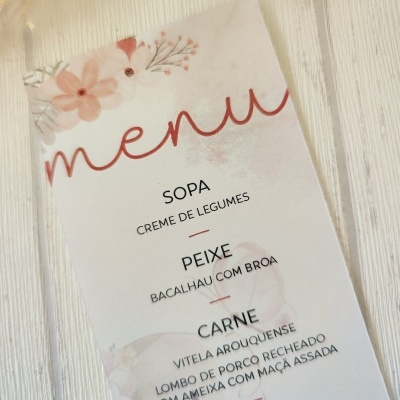 menu
SOPA
CREME DE LEGUMES
PEIXE
BACALHAU COM BROA
CARNE
VITELA AROUQUENSE
LOMBO DE PORCO RECHEADO
COM AMEIXA COM MAÇÃ ASSADA